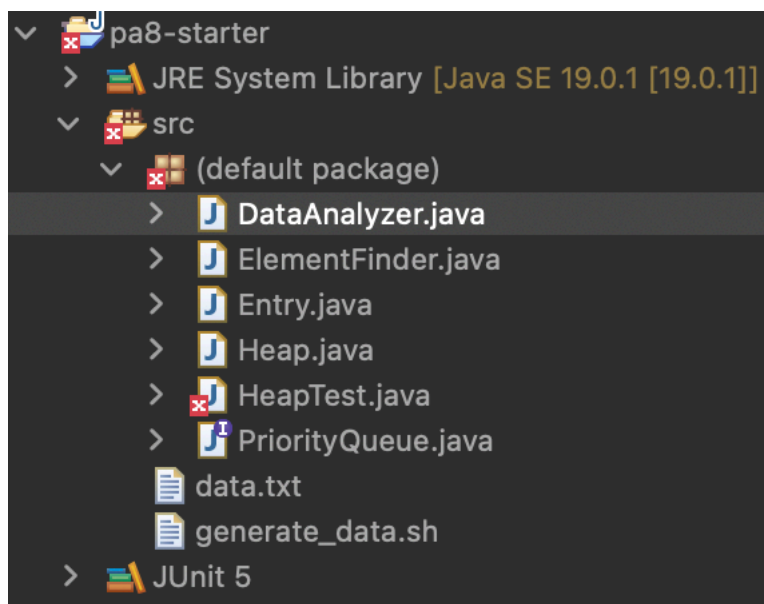 pa8-starter
JRE System Library [Java SE 19.0.1 [19.0.1]]
src
(default package)
DataAnalyzer.java
ElementFinder.java
Entry.java
Heap.java
HeapTest.java
PriorityQueue.java
data.txt
generate_data.sh
JUnit 5